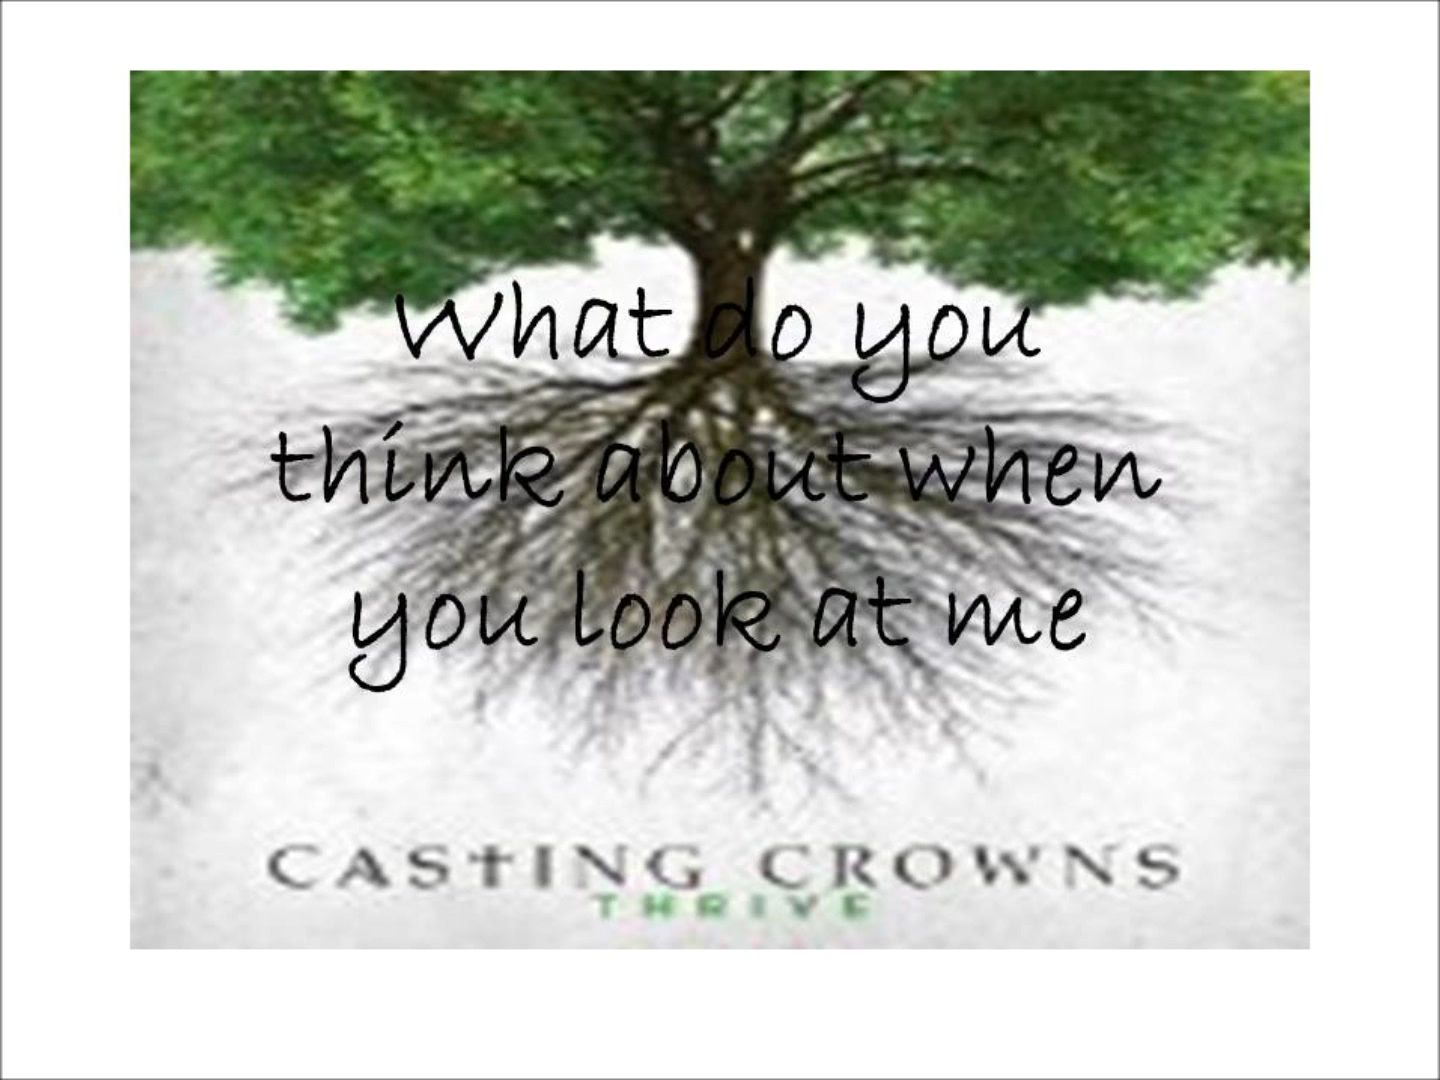 What do you
think about when
you look at me
CASTING CROWNS
THRIVE